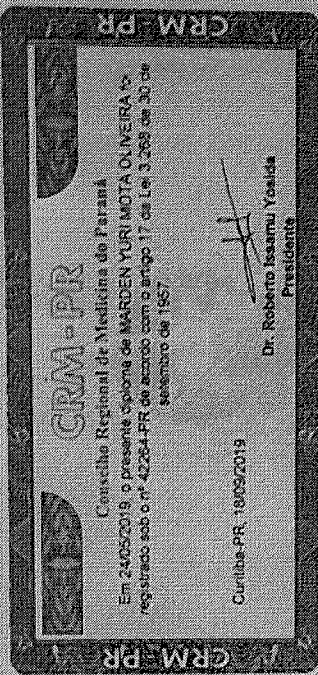 CRM-PR
CRM-PR
Conselho Regional de Medicina do Paraná
Em 24/05/2019, o presente diploma de MARDEN YURI MOTA OLIVEIRA foi
registrado sob o nº 42264-PR de acordo com o artigo 17 da Lei 3.268 de 30 de
setembro de 1957
Curitiba-PR, 18/09/2019
Dr. Roberto Issamu Yosida
Presidente
CRM-PR